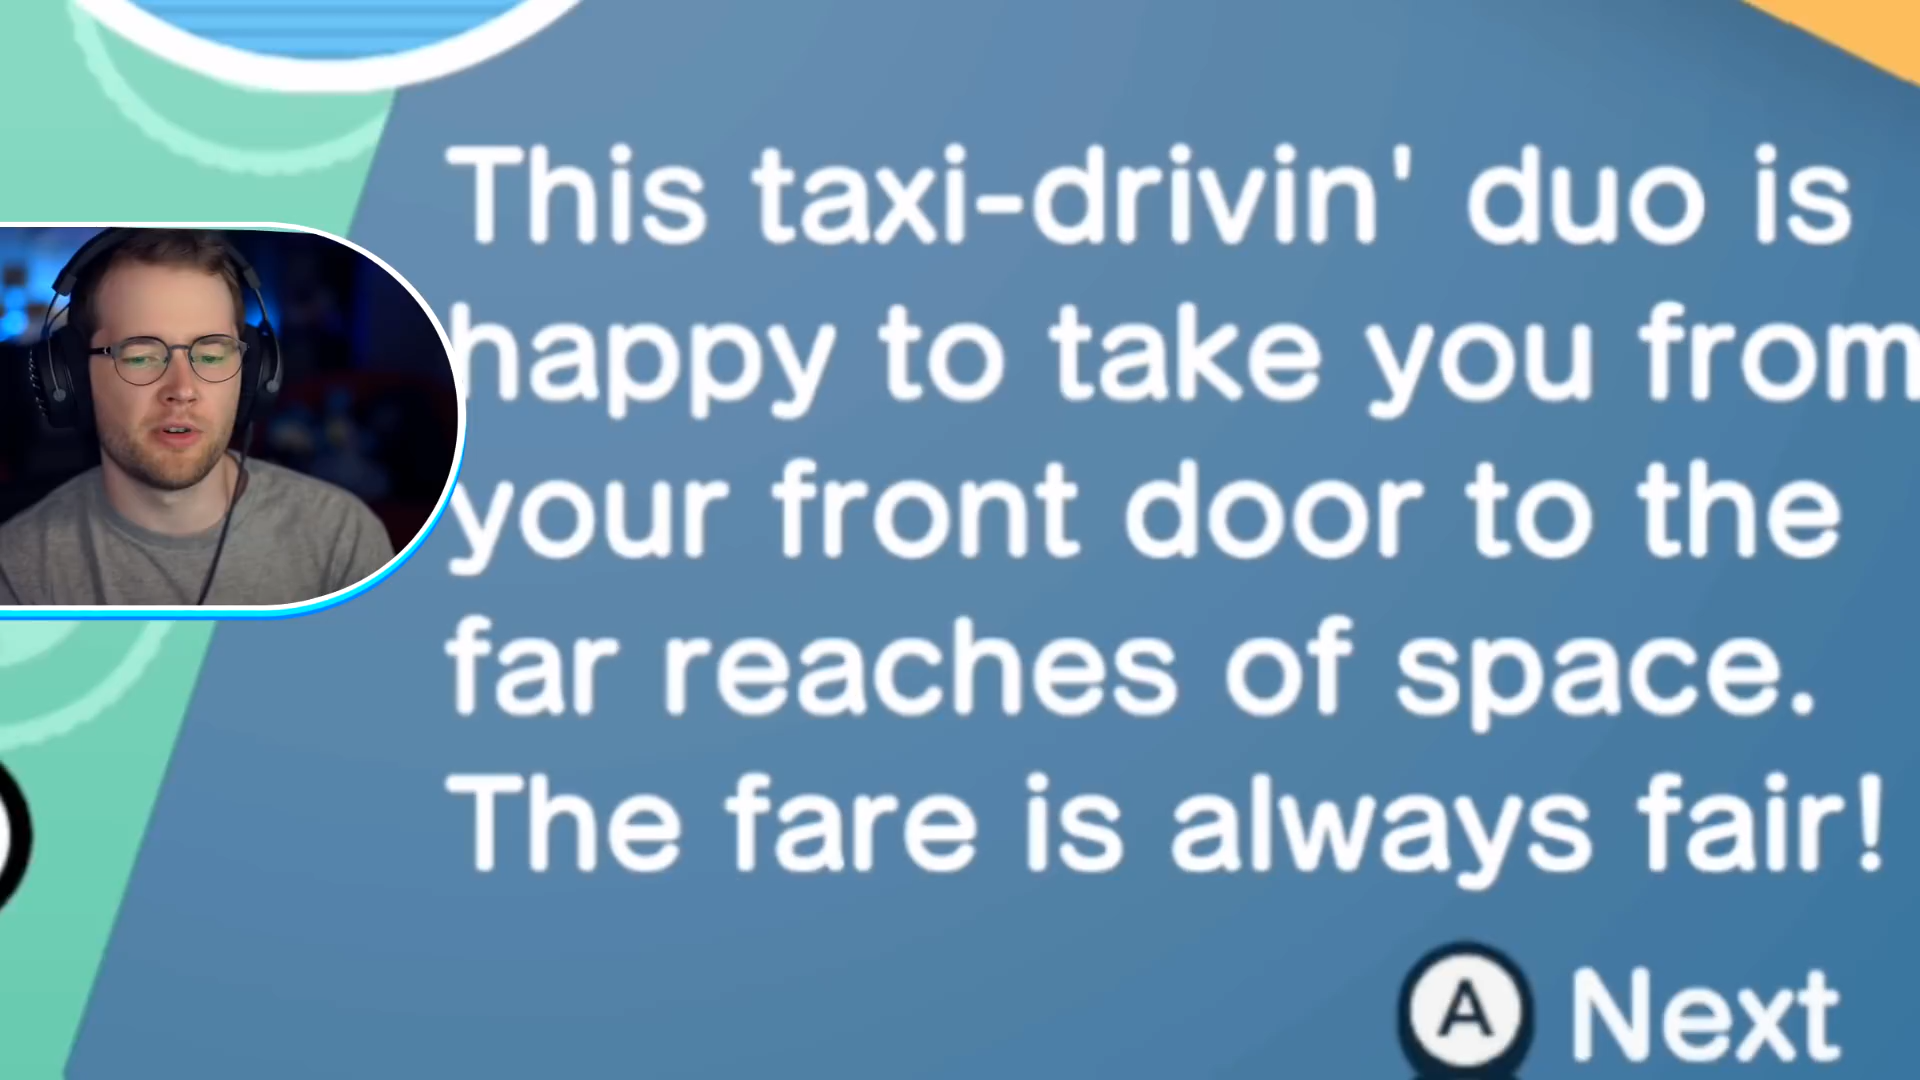 This taxi-drivin' duo is
happy to take you from
your front door to the
far reaches of space.
The fare is always fair!
A Next